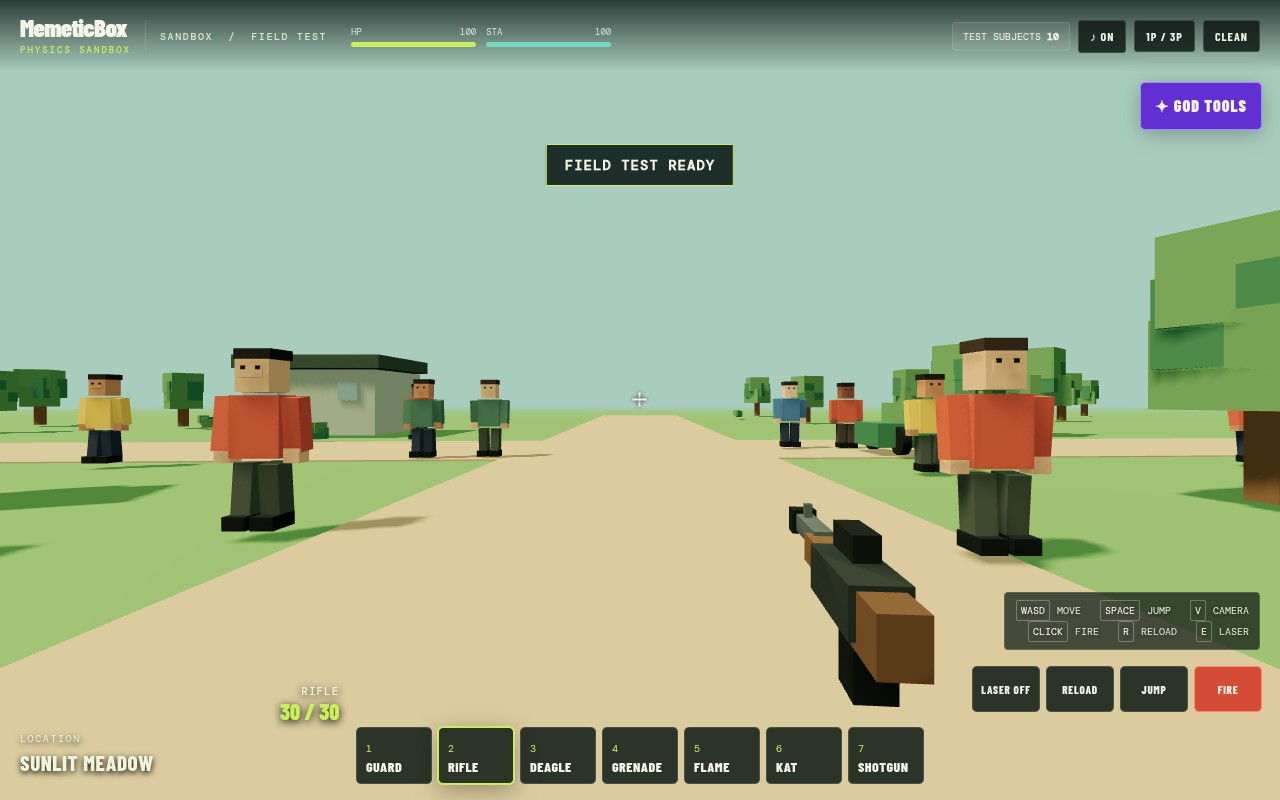 MemeticBox
PHYSICS SANDBOX
SANDBOX / FIELD TEST
HP 100 STA 100
TEST SUBJECTS 10
♪ ON
1P / 3P
CLEAN
✦ GOD TOOLS
FIELD TEST READY
WASD MOVE SPACE JUMP V CAMERA
CLICK FIRE R RELOAD E LASER
LASER OFF
RELOAD
JUMP
FIRE
RIFLE
30 / 30
LOCATION
SUNLIT MEADOW
1 GUARD
2 RIFLE
3 DEAGLE
4 GRENADE
5 FLAME
6 KAT
7 SHOTGUN